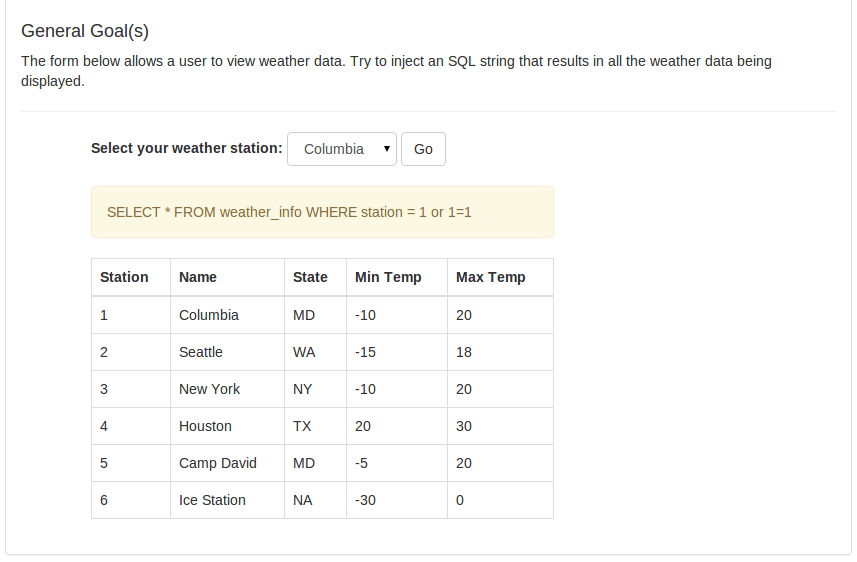 General Goal(s)
The form below allows a user to view weather data. Try to inject an SQL string that results in all the weather data being
displayed.
Select your weather station: Columbia Go
SELECT * FROM weather_info WHERE station = 1 or 1=1
Station Name State Min Temp Max Temp
1 Columbia MD -10 20
2 Seattle WA -15 18
3 New York NY -10 20
4 Houston TX 20 30
5 Camp David MD -5 20
6 Ice Station NA -30 0